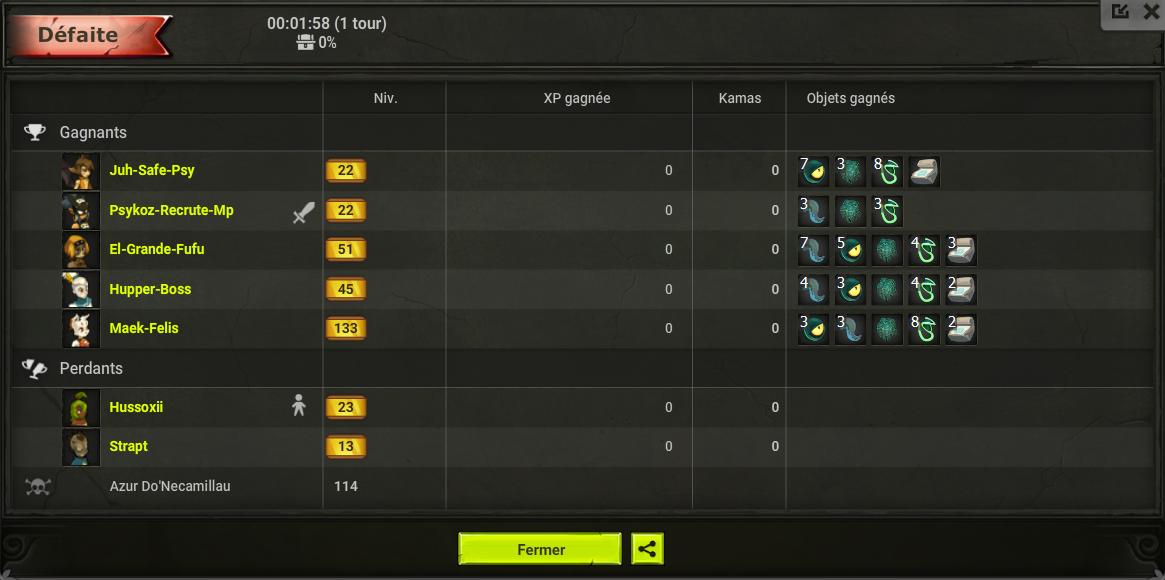 Défaite
00:01:58 (1 tour)
0%
Niv. XP gagnée Kamas Objets gagnés
Gagnants
Juh-Safe-Psy 22 0 0 7 3 8
Psykoz-Recrute-Mp 22 0 0 3 3
El-Grande-Fufu 51 0 0 7 5 4 3
Hupper-Boss 45 0 0 4 3 4 2
Maek-Felis 133 0 0 3 3 8 2
Perdants
Hussoxii 23 0 0
Strapt 13 0 0
Azur Do'Necamillau 114
Fermer